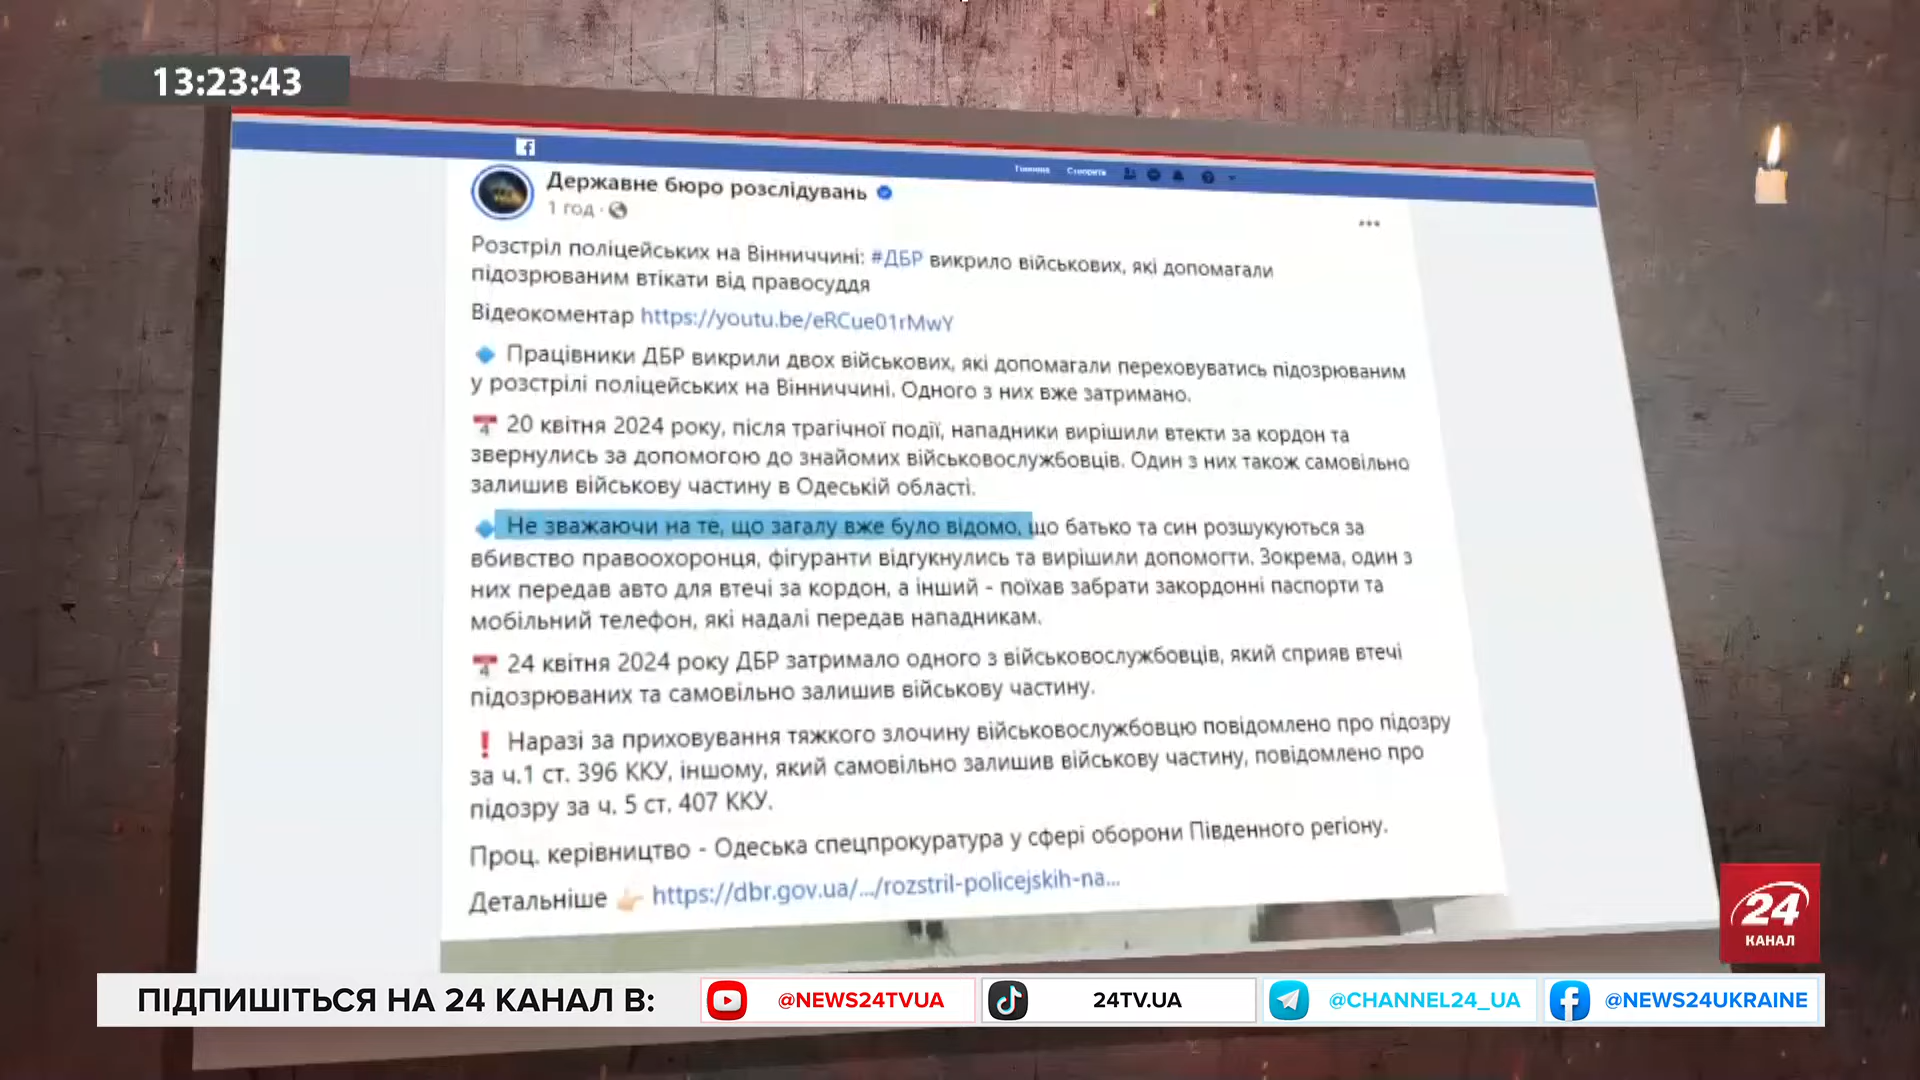 13:23:43
Головна Створити
Державне бюро розслідувань
1 год
Розстріл поліцейських на Вінниччині: #ДБР викрило військових, які допомагали
підозрюваним втікати від правосуддя
Відеокоментар https://youtu.be/eRCue01rMwY
Працівники ДБР викрили двох військових, які допомагали переховуватись підозрюваним
у розстрілі поліцейських на Вінниччині. Одного з них вже затримано.
20 квітня 2024 року, після трагічної події, нападники вирішили втекти за кордон та
звернулись за допомогою до знайомих військовослужбовців. Один з них також самовільно
залишив військову частину в Одеській області.
Не зважаючи на те, що загалу вже було відомо, що батько та син розшукуються за
вбивство правоохоронця, фігуранти відгукнулись та вирішили допомогти. Зокрема, один з
них передав авто для втечі за кордон, а інший - поїхав забрати закордонні паспорти та
мобільний телефон, які надалі передав нападникам.
24 квітня 2024 року ДБР затримало одного з військовослужбовців, який сприяв втечі
підозрюваних та самовільно залишив військову частину.
Наразі за приховування тяжкого злочину військовослужбовцю повідомлено про підозру
за ч.1 ст. 396 ККУ, іншому, який самовільно залишив військову частину, повідомлено про
підозру за ч. 5 ст. 407 ККУ.
Проц. керівництво - Одеська спецпрокуратура у сфері оборони Південного регіону.
Детальніше https://dbr.gov.ua/.../rozstril-policejskih-na...
24
КАНАЛ
ПІДПИШІТЬСЯ НА 24 КАНАЛ В: @NEWS24TVUA 24TV.UA @CHANNEL24_UA @NEWS24UKRAINE